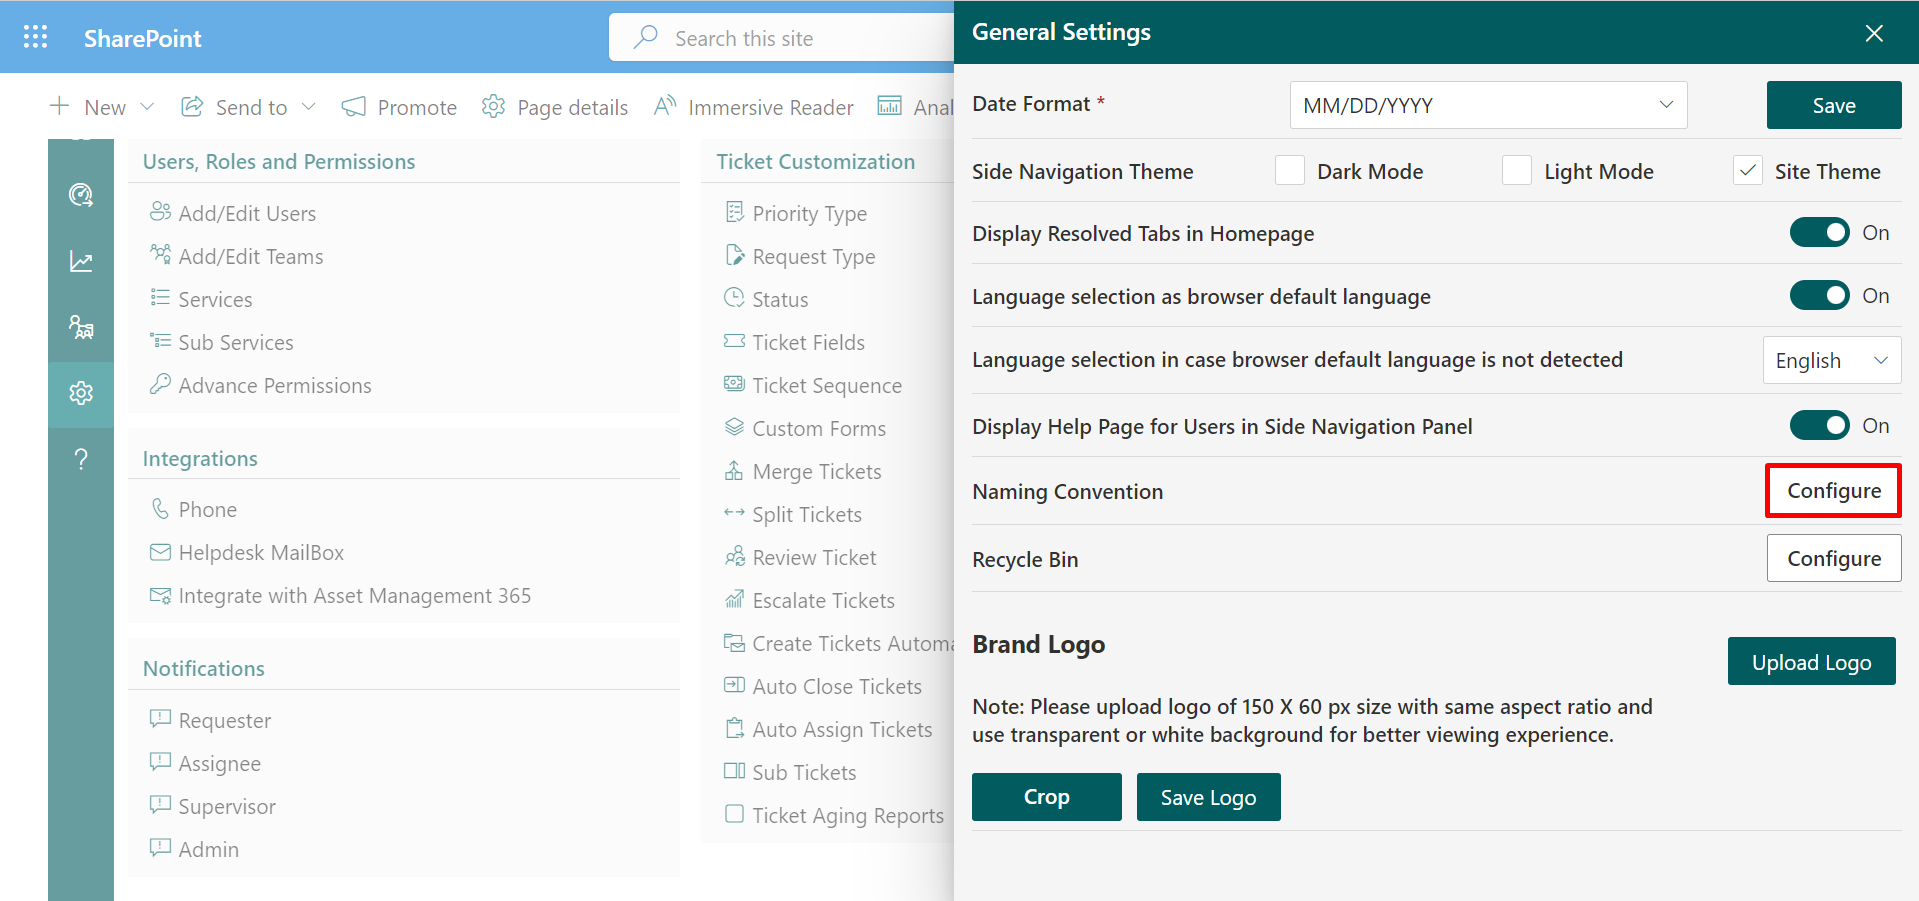 SharePoint
Search this site
New
Send to
Promote
Page details
Immersive Reader
Anal
Users, Roles and Permissions
Add/Edit Users
Add/Edit Teams
Services
Sub Services
Advance Permissions
Integrations
Phone
Helpdesk MailBox
Integrate with Asset Management 365
Notifications
Requester
Assignee
Supervisor
Admin
Ticket Customization
Priority Type
Request Type
Status
Ticket Fields
Ticket Sequence
Custom Forms
Merge Tickets
Split Tickets
Review Ticket
Escalate Tickets
Create Tickets Automa
Auto Close Tickets
Auto Assign Tickets
Sub Tickets
Ticket Aging Reports
General Settings
Date Format *
MM/DD/YYYY
Save
Side Navigation Theme
Dark Mode
Light Mode
Site Theme
Display Resolved Tabs in Homepage
On
Language selection as browser default language
On
Language selection in case browser default language is not detected
English
Display Help Page for Users in Side Navigation Panel
On
Naming Convention
Configure
Recycle Bin
Configure
Brand Logo
Upload Logo
Note: Please upload logo of 150 X 60 px size with same aspect ratio and
use transparent or white background for better viewing experience.
Crop
Save Logo